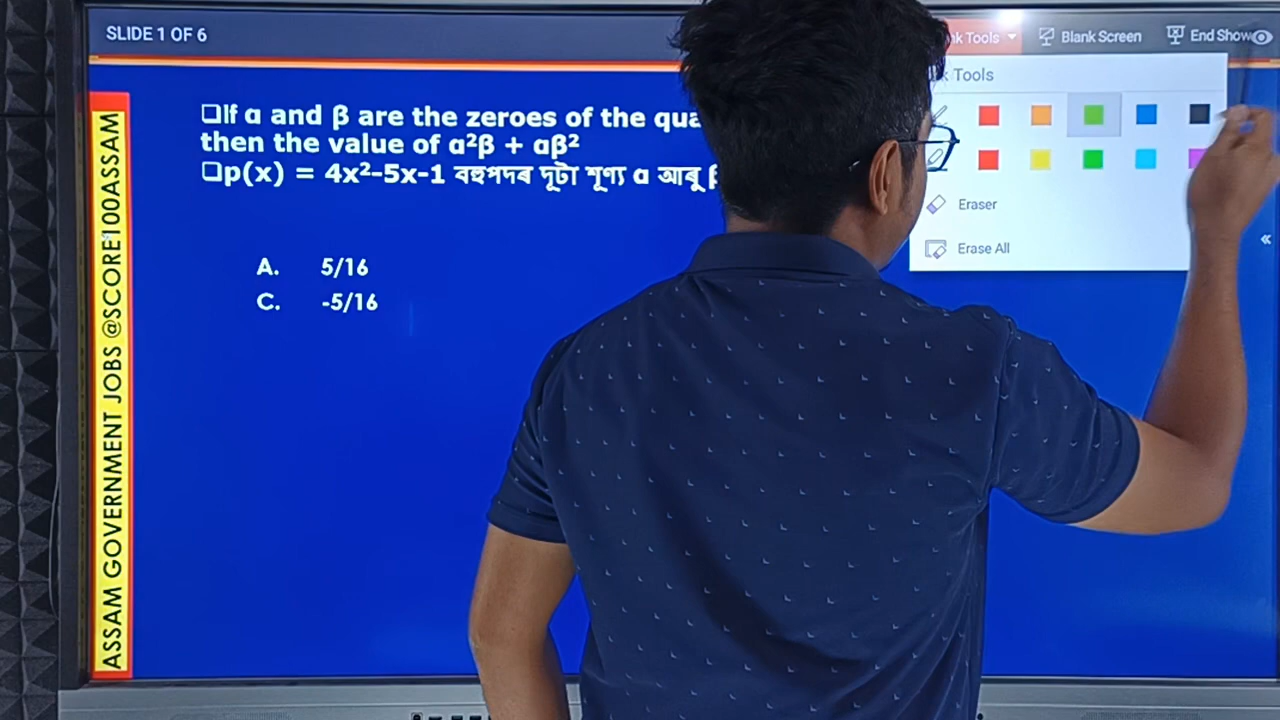 SLIDE 1 OF 6
Tools
Blank Screen
End Show
Tools
❑If α and β are the zeroes of the
then the value of α²β + αβ²
❑p(x) = 4x²-5x-1 বহুপদৰ দূটা শূণ্য α আৰু
Eraser
Erase All
A. 5/16
C. -5/16
ASSAM GOVERNMENT JOBS @SCORE100ASSAM